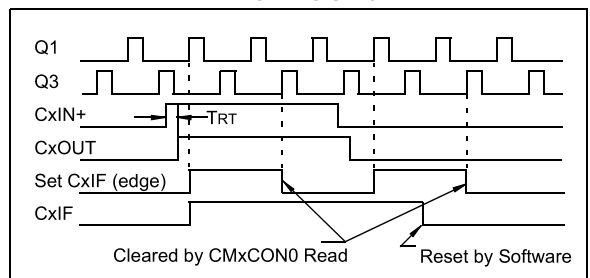 Q1
Q3
CxIN+
TRT
CxOUT
Set CxIF (edge)
CxIF
Cleared by CMxCON0 Read
Reset by Software